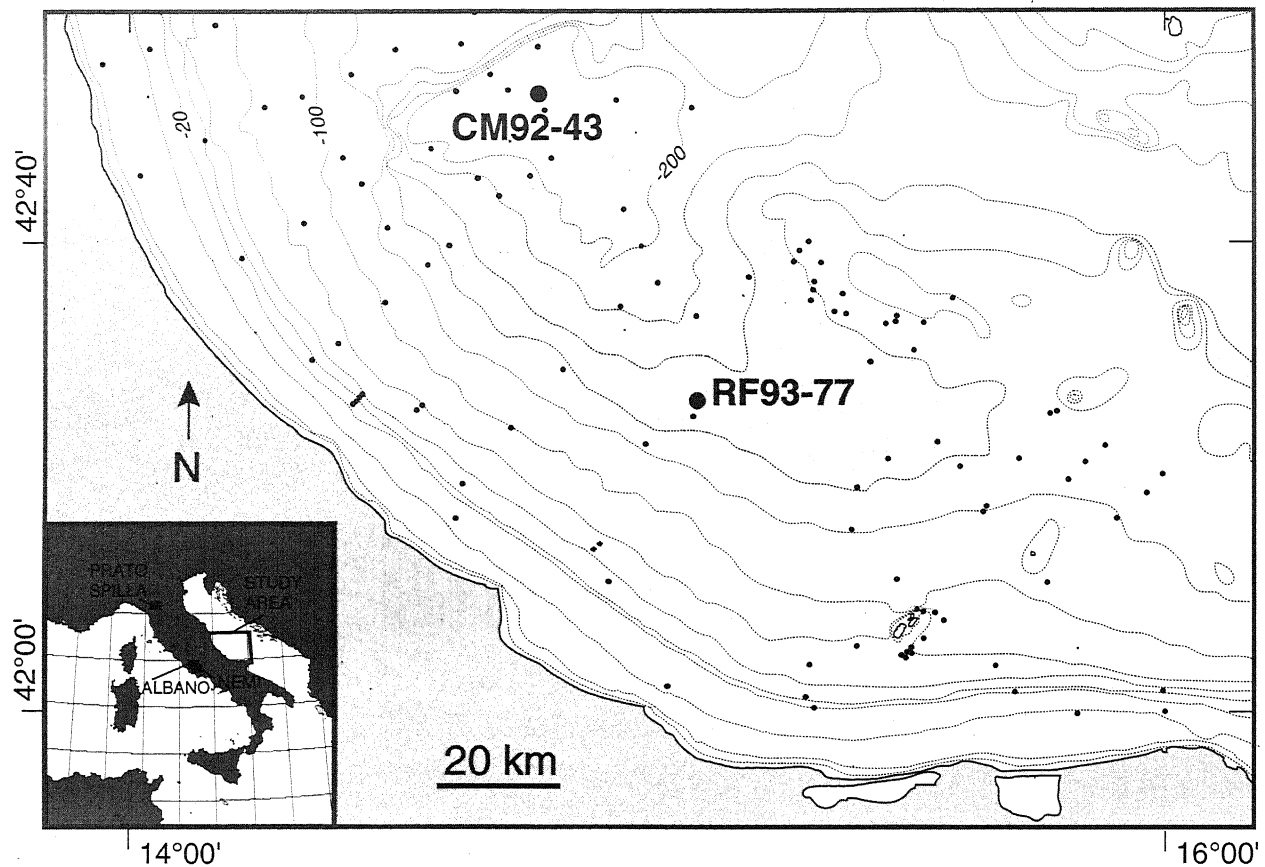 -20
-100
CM92-43
-200
42°40'
RF93-77
N
PRATO
SPILLA
STUDY
AREA
ALBANO
42°00'
20 km
14°00'
16°00'